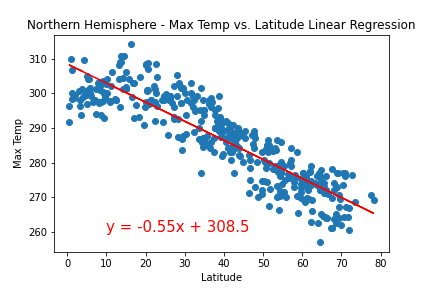 Northern Hemisphere - Max Temp vs. Latitude Linear Regression
Max Temp
310
300
290
280
270
260
y = -0.55x + 308.5
0 10 20 30 40 50 60 70 80
Latitude